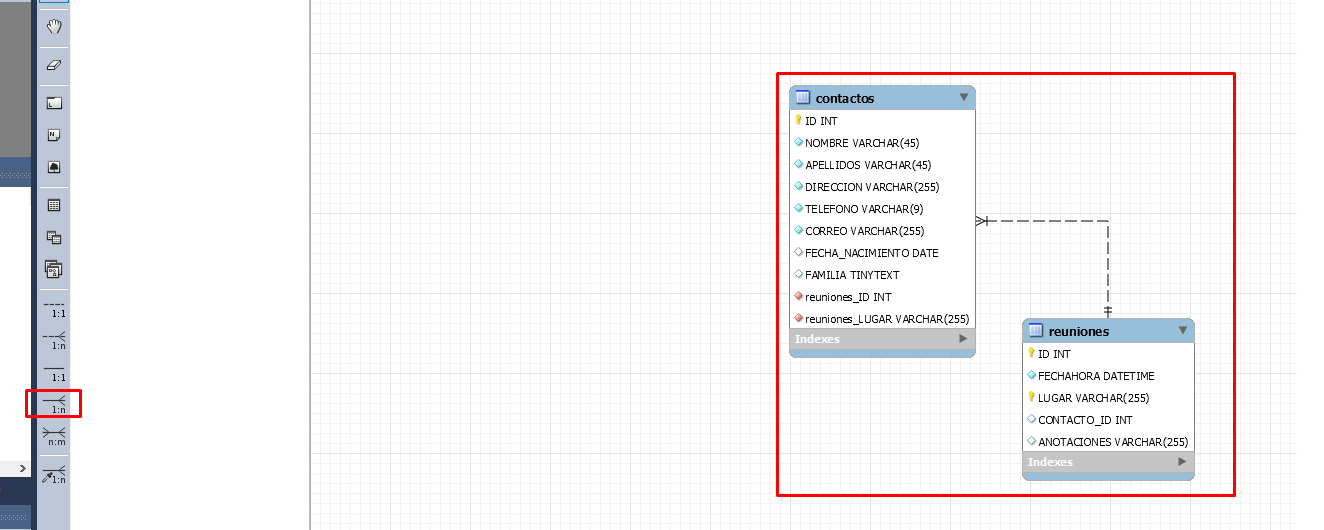 contactos
ID INT
NOMBRE VARCHAR(45)
APELLIDOS VARCHAR(45)
DIRECCION VARCHAR(255)
TELEFONO VARCHAR(9)
CORREO VARCHAR(255)
FECHA_NACIMIENTO DATE
FAMILIA TINYTEXT
reuniones_ID INT
reuniones_LUGAR VARCHAR(255)
Indexes
reuniones
ID INT
FECHAHORA DATETIME
LUGAR VARCHAR(255)
CONTACTO_ID INT
ANOTACIONES VARCHAR(255)
Indexes
1:1
1:n
1:1
1:n
n:m
1:n